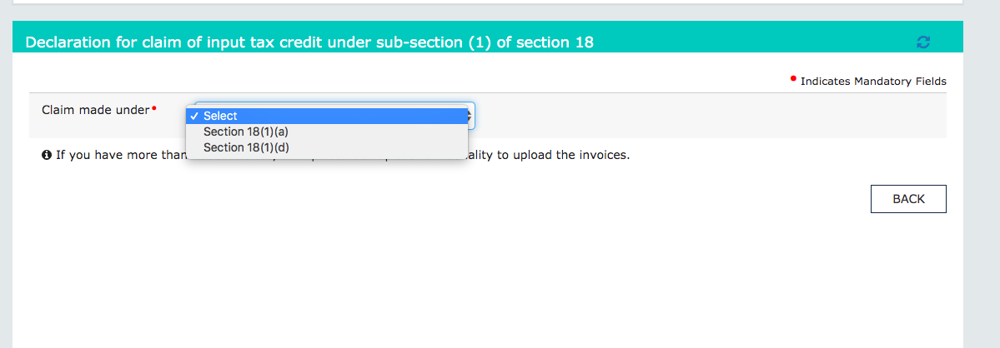 Declaration for claim of input tax credit under sub-section (1) of section 18
Indicates Mandatory Fields
Claim made under
Select
Section 18(1)(a)
Section 18(1)(d)
If you have more than ality to upload the invoices.
BACK